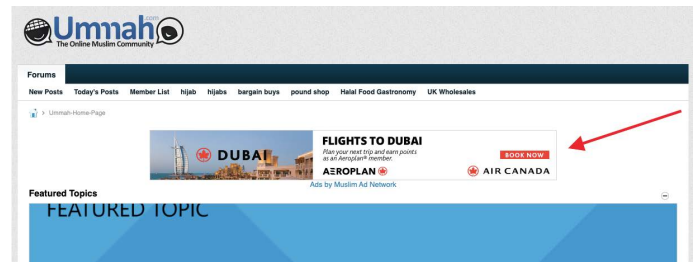 Ummah.com
The Online Muslim Community
Forums
New Posts Today's Posts Member List hijab hijabs bargain buys pound shop Halal Food Gastronomy UK Wholesales
> Ummah-Home-Page
DUBAI
FLIGHTS TO DUBAI
Plan your next trip and earn points
as an Aeroplan® member.
BOOK NOW
AEROPLAN
AIR CANADA
Ads by Muslim Ad Network
Featured Topics
FEATURED TOPIC